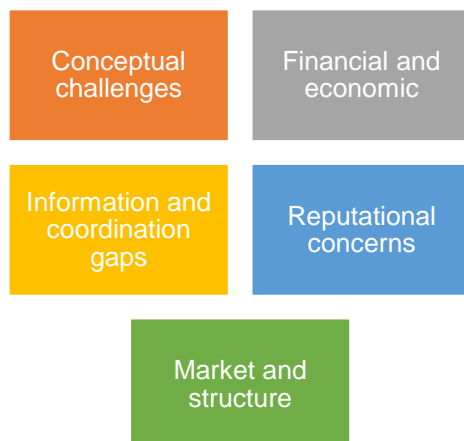 Conceptual
challenges
Financial and
economic
Information and
coordination
gaps
Reputational
concerns
Market and
structure